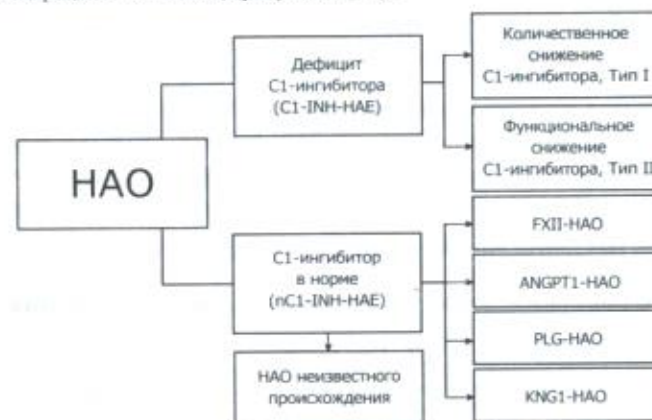 НАО
Дефицит
С1-ингибитора
(C1-INH-HAE)
Количественное
снижение
С1-ингибитора, Тип I
Функциональное
снижение
С1-ингибитора, Тип II
С1-ингибитор
в норме
(nC1-INH-HAE)
FXII-НАО
ANGPT1-НАО
PLG-НАО
KNG1-НАО
НАО неизвестного
происхождения